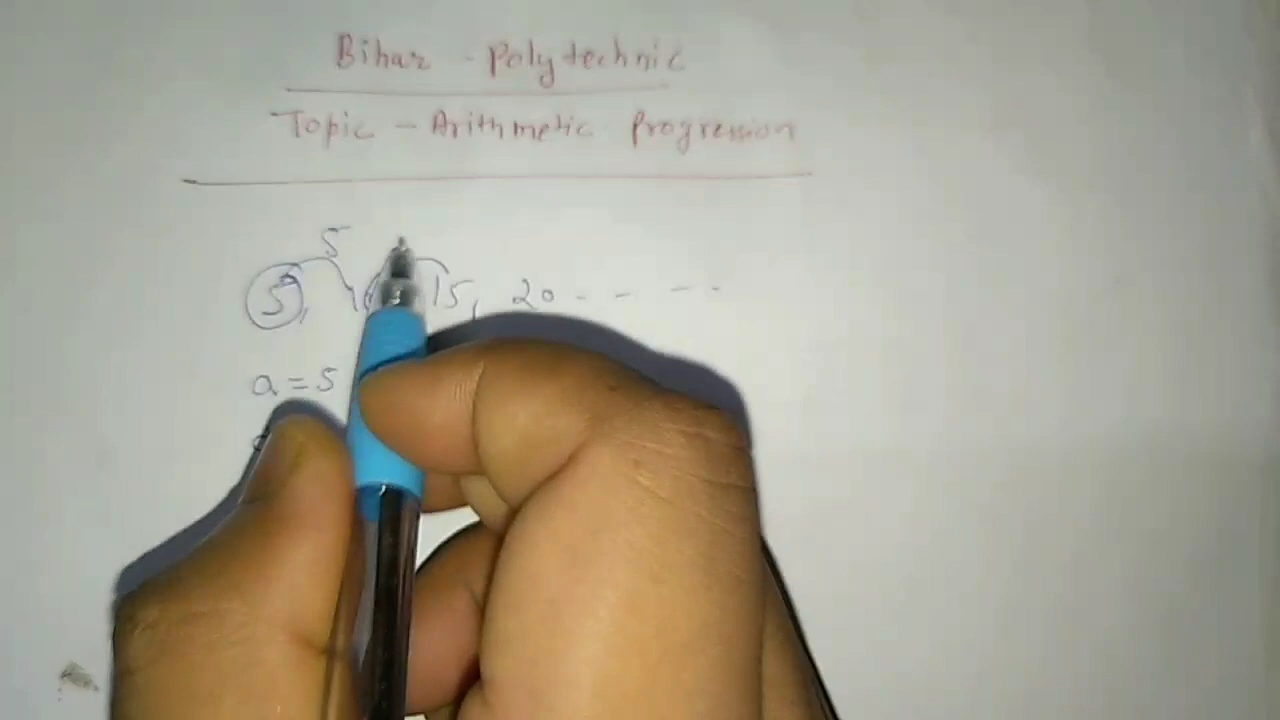 Bihar - Polytechnic
Topic - Arithmetic Progression
5
5, 15, 20 - - - -
a = 5